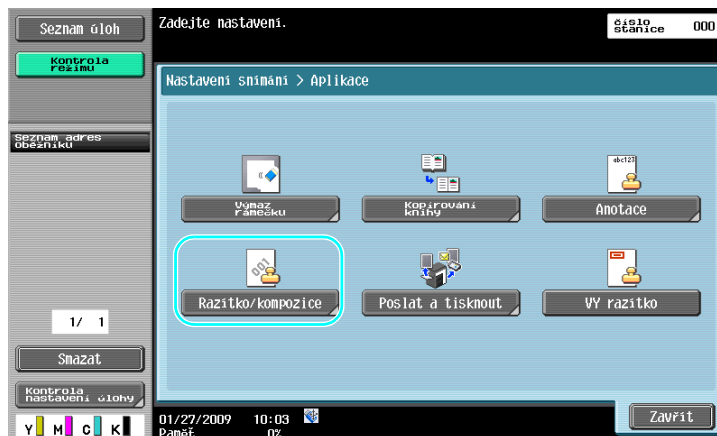 Seznam úloh
Zadejte nastavení.
číslo
stanice
000
Kontrola
režimu
Nastavení snímání > Aplikace
Seznam adres
oběžníku
abc123
Výmaz
rámečku
Kopírování
knihy
Anotace
001
Razítko/kompozice
Poslat a tisknout
VY razítko
1/ 1
Smazat
Kontrola
nastavení úlohy
Zavřít
Y M C K
01/27/2009 10:03
Paměť 0%